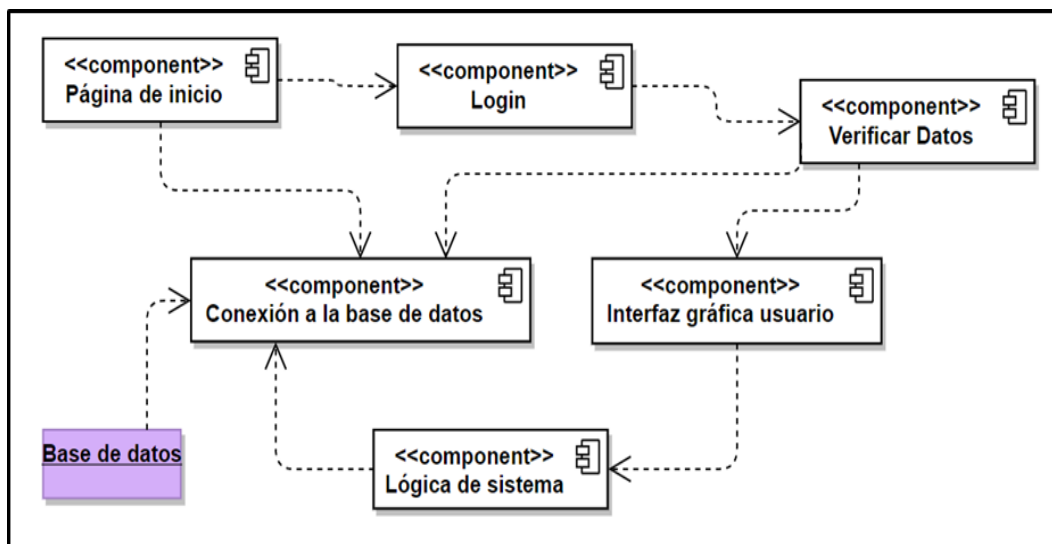 <<component>>
Página de inicio
<<component>>
Login
<<component>>
Verificar Datos
<<component>>
Conexión a la base de datos
<<component>>
Interfaz gráfica usuario
Base de datos
<<component>>
Lógica de sistema